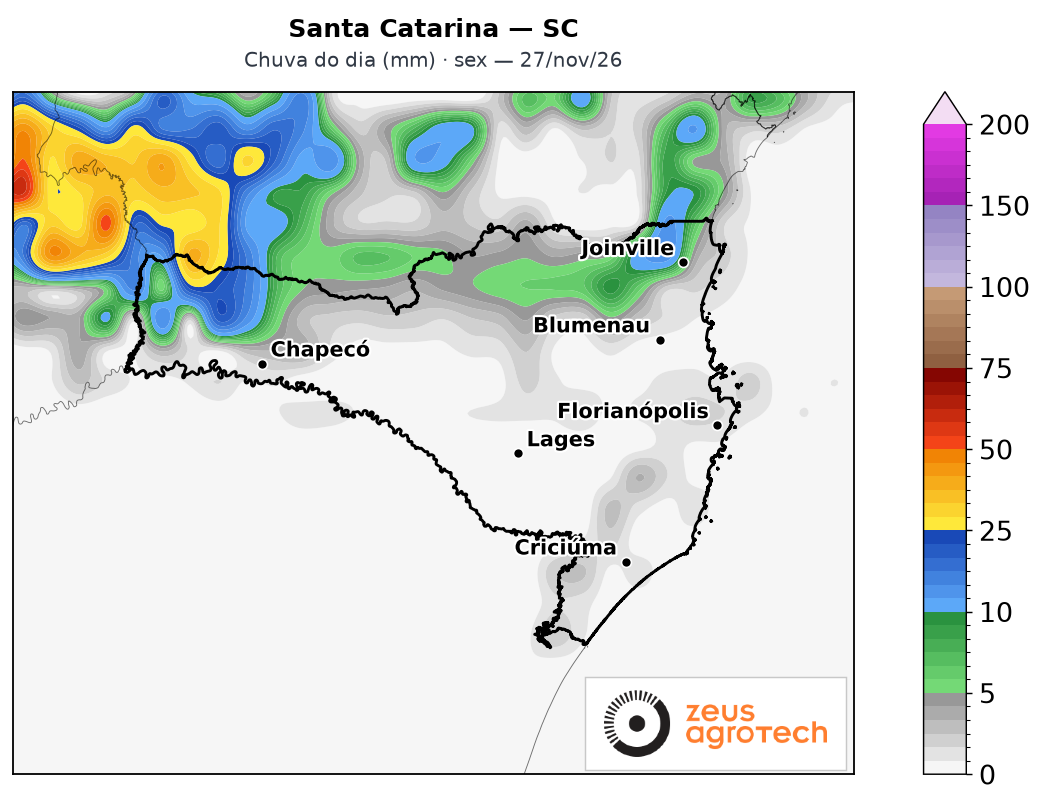 Santa Catarina — SC
Chuva do dia (mm) · sex — 27/nov/26
200
150
100
75
50
25
10
5
0
Joinville
Blumenau
Chapecó
Florianópolis
Lages
Criciúma
zeus
agrotech